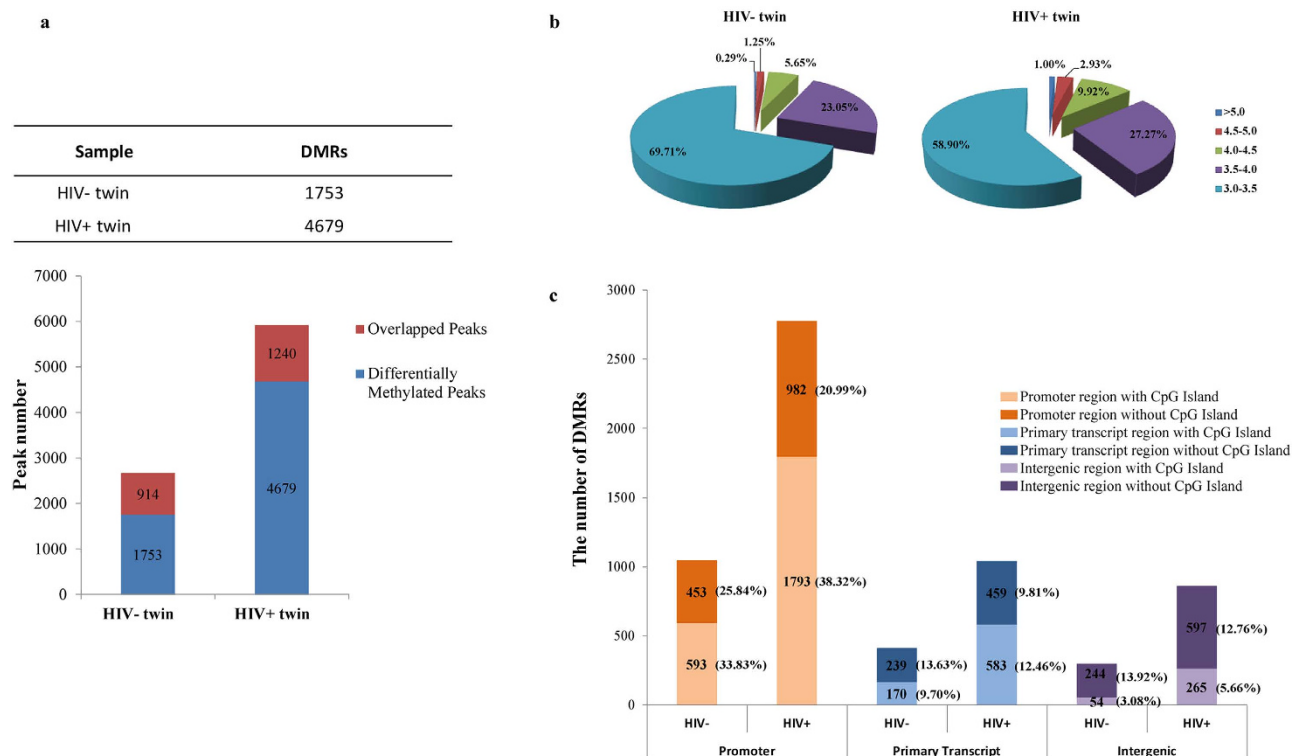 a
Sample DMRs
HIV- twin 1753
HIV+ twin 4679
7000
6000
5000
4000
3000
2000
1000
0
Peak number
914
1753
1240
4679
HIV- twin HIV+ twin
Overlapped Peaks
Differentially
Methylated Peaks
b
HIV- twin
0.29%
1.25%
5.65%
23.05%
69.71%
HIV+ twin
1.00%
2.93%
9.92%
27.27%
58.90%
>5.0
4.5-5.0
4.0-4.5
3.5-4.0
3.0-3.5
c
3000
2500
2000
1500
1000
500
0
The number of DMRs
Promoter region with CpG Island
Promoter region without CpG Island
Primary transcript region with CpG Island
Primary transcript region without CpG Island
Intergenic region with CpG Island
Intergenic region without CpG Island
453 (25.84%)
593 (33.83%)
982 (20.99%)
1793 (38.32%)
239 (13.63%)
170 (9.70%)
459 (9.81%)
583 (12.46%)
244 (13.92%)
54 (3.08%)
597 (12.76%)
265 (5.66%)
HIV- HIV+ HIV- HIV+ HIV- HIV+
Promoter Primary Transcript Intergenic